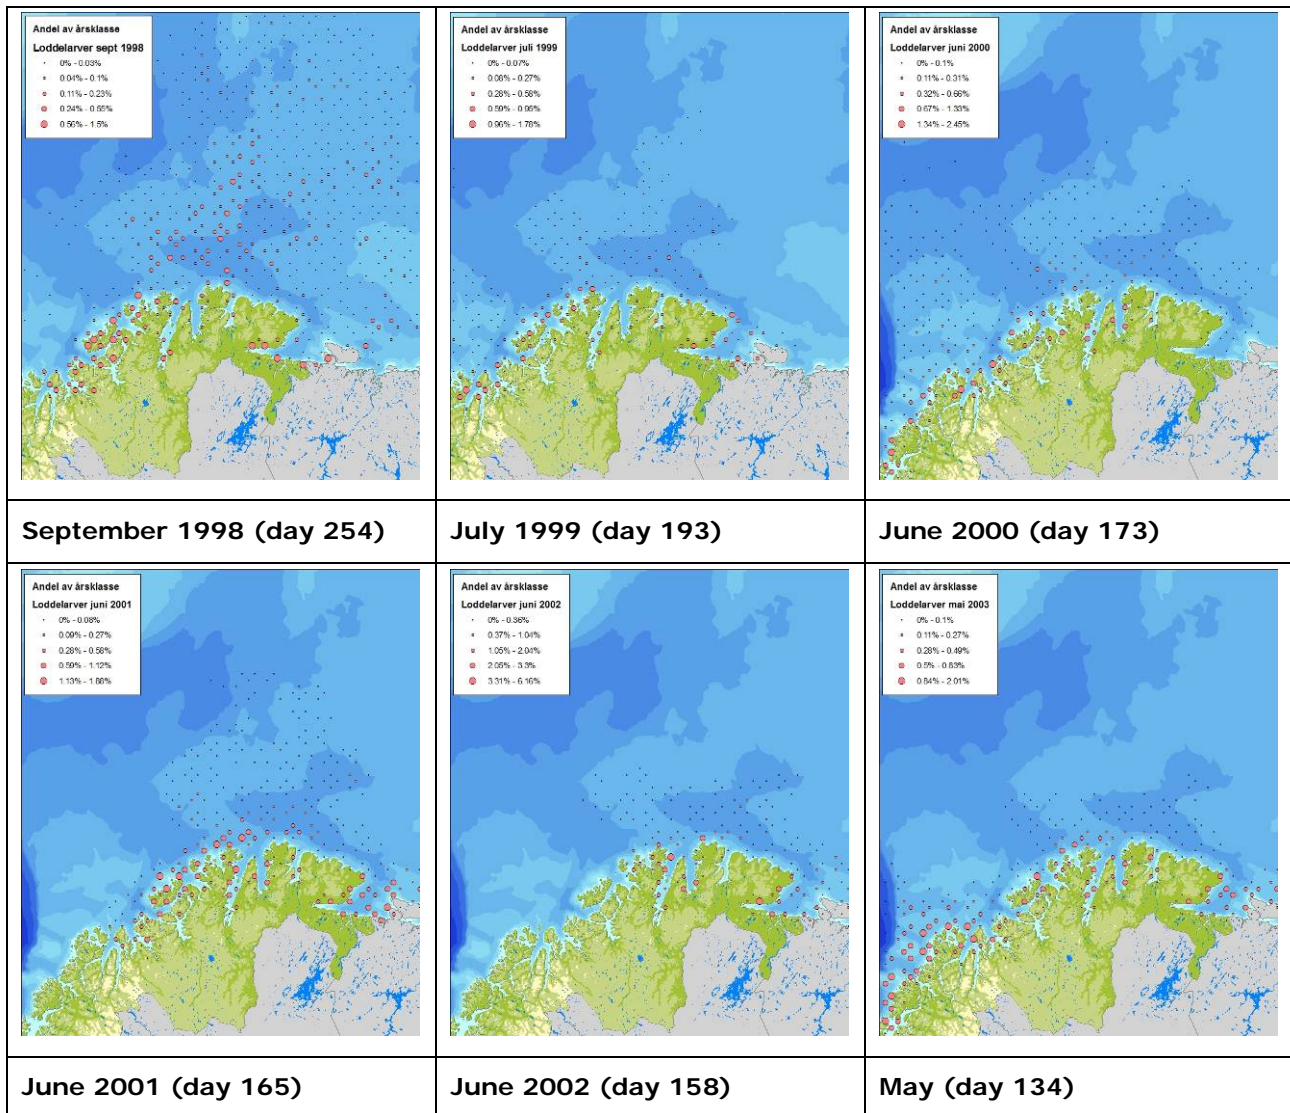 Andel av årsklasse
Loddelarver sept 1998
0% - 0.03%
0.04% - 0.1%
0.11% - 0.23%
0.24% - 0.55%
0.56% - 1.5%
Andel av årsklasse
Loddelarver juli 1999
0% - 0.07%
0.08% - 0.27%
0.28% - 0.58%
0.59% - 0.95%
0.96% - 1.78%
Andel av årsklasse
Loddelarver juni 2000
0% - 0.1%
0.11% - 0.31%
0.32% - 0.66%
0.67% - 1.33%
1.34% - 2.45%
September 1998 (day 254)
July 1999 (day 193)
June 2000 (day 173)
Andel av årsklasse
Loddelarver juni 2001
0% - 0.08%
0.09% - 0.27%
0.28% - 0.58%
0.59% - 1.12%
1.13% - 1.88%
Andel av årsklasse
Loddelarver juni 2002
0% - 0.36%
0.37% - 1.04%
1.05% - 2.04%
2.05% - 3.3%
3.31% - 6.16%
Andel av årsklasse
Loddelarver mai 2003
0% - 0.1%
0.11% - 0.27%
0.28% - 0.49%
0.5% - 0.83%
0.84% - 2.01%
June 2001 (day 165)
June 2002 (day 158)
May (day 134)